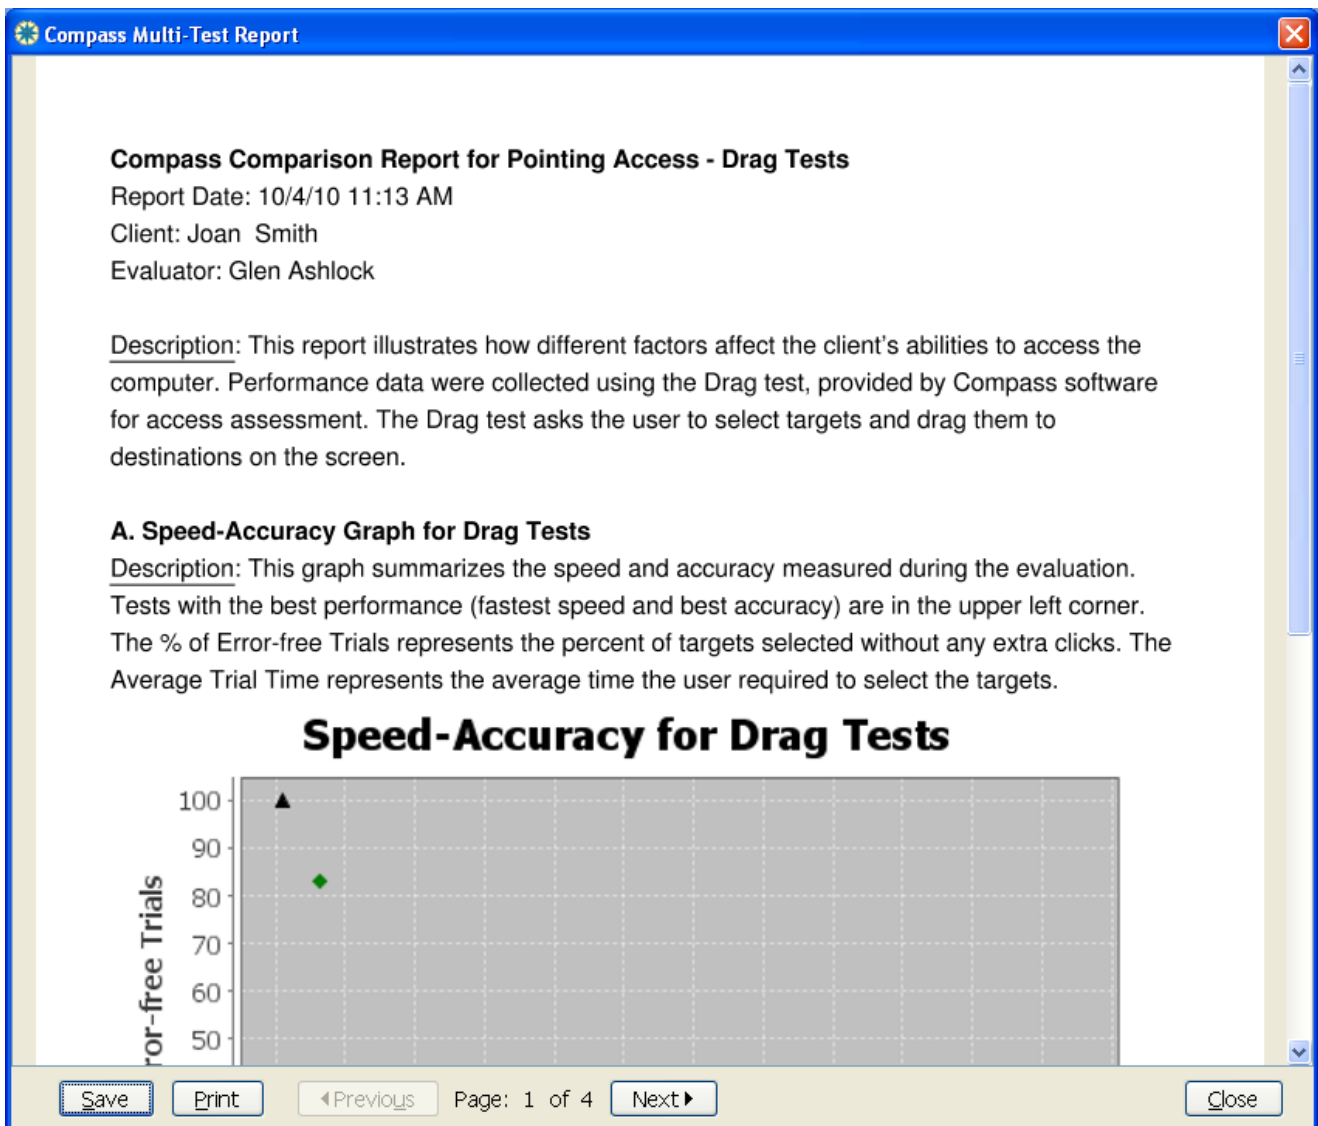 Compass Multi-Test Report
Compass Comparison Report for Pointing Access - Drag Tests
Report Date: 10/4/10 11:13 AM
Client: Joan  Smith
Evaluator: Glen Ashlock
Description: This report illustrates how different factors affect the client's abilities to access the
computer. Performance data were collected using the Drag test, provided by Compass software
for access assessment. The Drag test asks the user to select targets and drag them to
destinations on the screen.
A. Speed-Accuracy Graph for Drag Tests
Description: This graph summarizes the speed and accuracy measured during the evaluation.
Tests with the best performance (fastest speed and best accuracy) are in the upper left corner.
The % of Error-free Trials represents the percent of targets selected without any extra clicks. The
Average Trial Time represents the average time the user required to select the targets.
Speed-Accuracy for Drag Tests
100
90
80
70
60
50
ror-free Trials
Save Print Previous Page: 1 of 4 Next Close